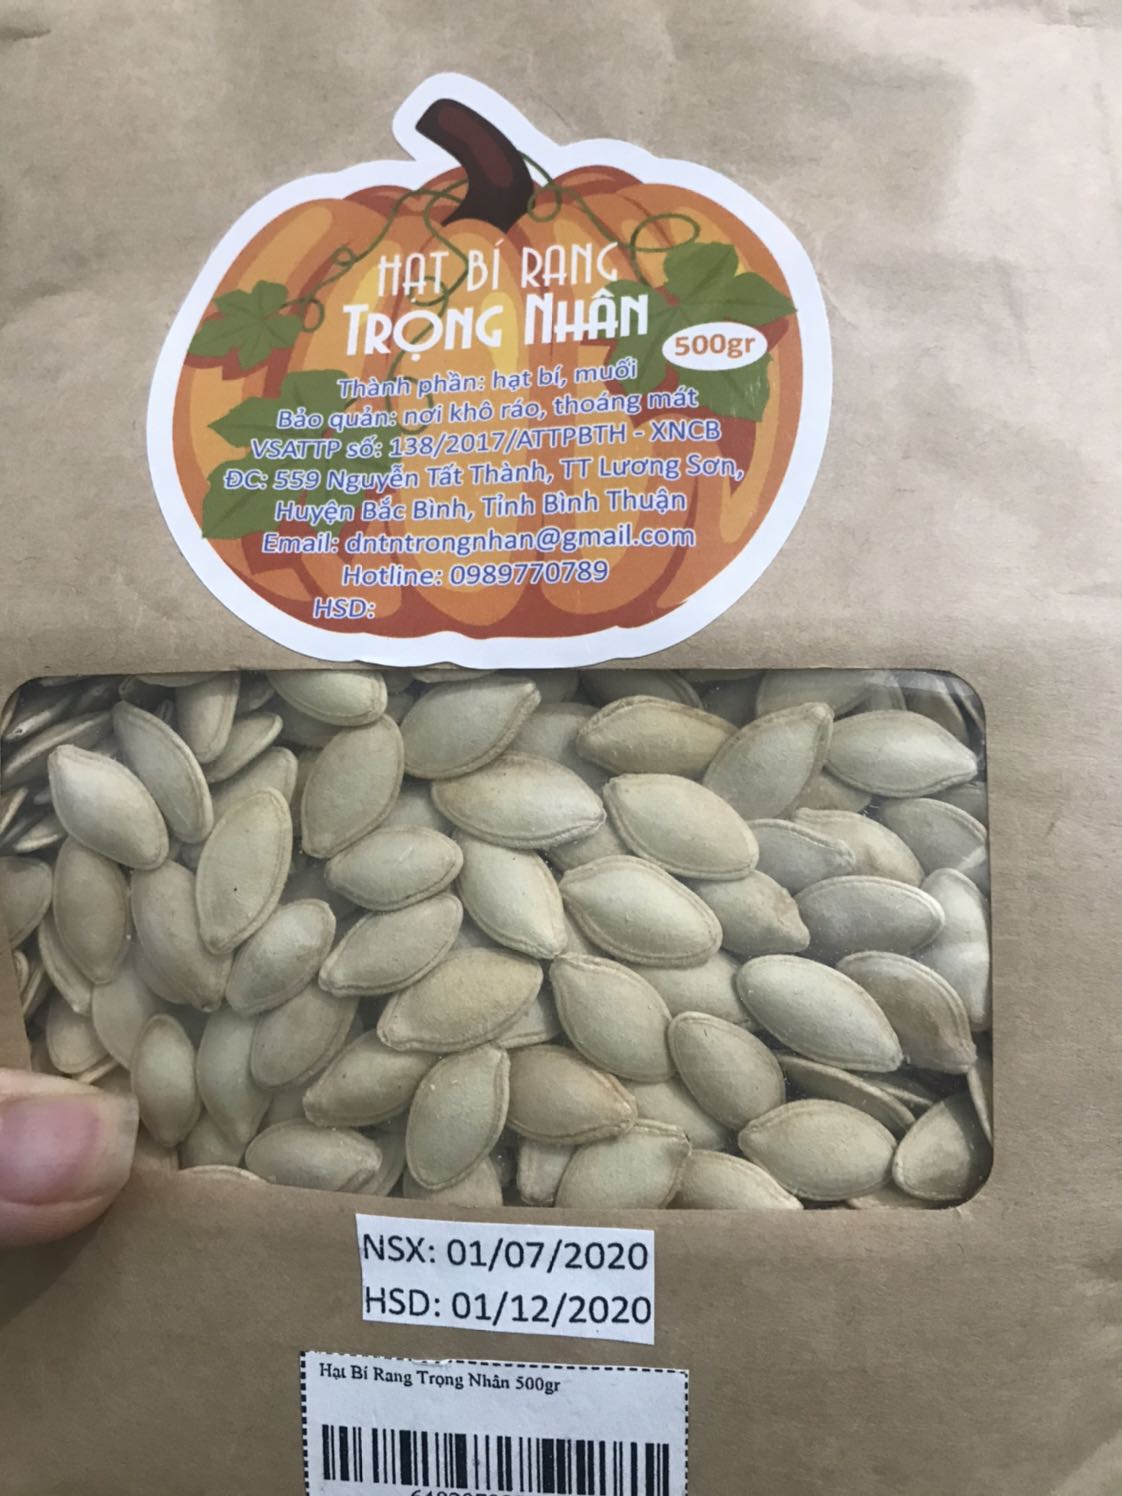 HẠT BÍ RANG
TRỌNG NHÂN
500gr
Thành phần: hạt bí, muối
Bảo quản: nơi khô ráo, thoáng mát
VSATTP số: 138/2017/ATTPBTH - XNCB
ĐC: 559 Nguyễn Tất Thành, TT Lương Sơn,
Huyện Bắc Bình, Tỉnh Bình Thuận
Email: dntntrongnhan@gmail.com
Hotline: 0989770789
HSD:
NSX: 01/07/2020
HSD: 01/12/2020
Hạt Bí Rang Trọng Nhân 500gr